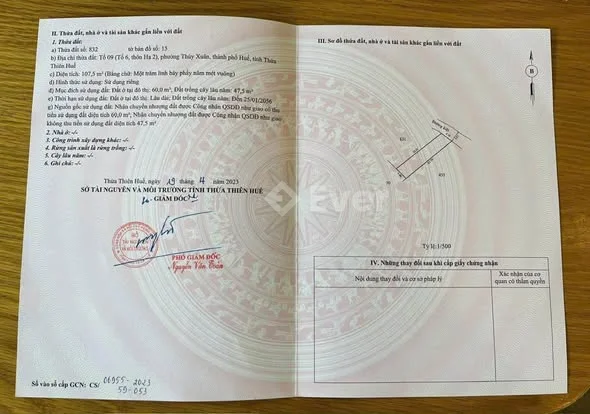 II. Thửa đất, nhà ở và tài sản khác gắn liền với đất
1. Thửa đất:
a) Thửa đất số: 832 tờ bản đồ số: 15
b) Địa chỉ thửa đất: Tổ 09 (Tổ 6, thôn Hạ 2), phường Thủy Xuân, thành phố Huế, tỉnh Thừa
Thiên Huế
c) Diện tích: 107,5 m² (Bằng chữ: Một trăm linh bảy phẩy năm mét vuông)
d) Hình thức sử dụng: Sử dụng riêng
đ) Mục đích sử dụng đất: Đất ở tại đô thị: 60,0 m²; Đất trồng cây lâu năm: 47,5 m²
e) Thời hạn sử dụng đất: Đất ở tại đô thị: Lâu dài; Đất trồng cây lâu năm: Đến 25/01/2056
g) Nguồn gốc sử dụng đất: Nhận chuyển nhượng đất được Công nhận QSDĐ như giao có thu
tiền sử dụng đất diện tích 60,0 m²; Nhận chuyển nhượng đất được Công nhận QSDĐ như giao
không thu tiền sử dụng đất diện tích 47,5 m²
2. Nhà ở: -/-
3. Công trình xây dựng khác: -/-
4. Rừng sản xuất là rừng trồng: -/-
5. Cây lâu năm: -/-
6. Ghi chú: -/-
Thừa Thiên Huế, ngày 19 tháng 4 năm 2023
SỞ TÀI NGUYÊN VÀ MÔI TRƯỜNG TỈNH THỪA THIÊN HUẾ
GIÁM ĐỐC
PHÓ GIÁM ĐỐC
Nguyễn Văn
Số vào sổ cấp GCN: CS/ 00955-2023
59-053
III. Sơ đồ thửa đất, nhà ở và tài sản khác gắn liền với đất
B
Ever
Tỷ lệ 1/500
IV. Những thay đổi sau khi cấp giấy chứng nhận
Nội dung thay đổi và cơ sở pháp lý
Xác nhận của cơ
quan có thẩm quyền